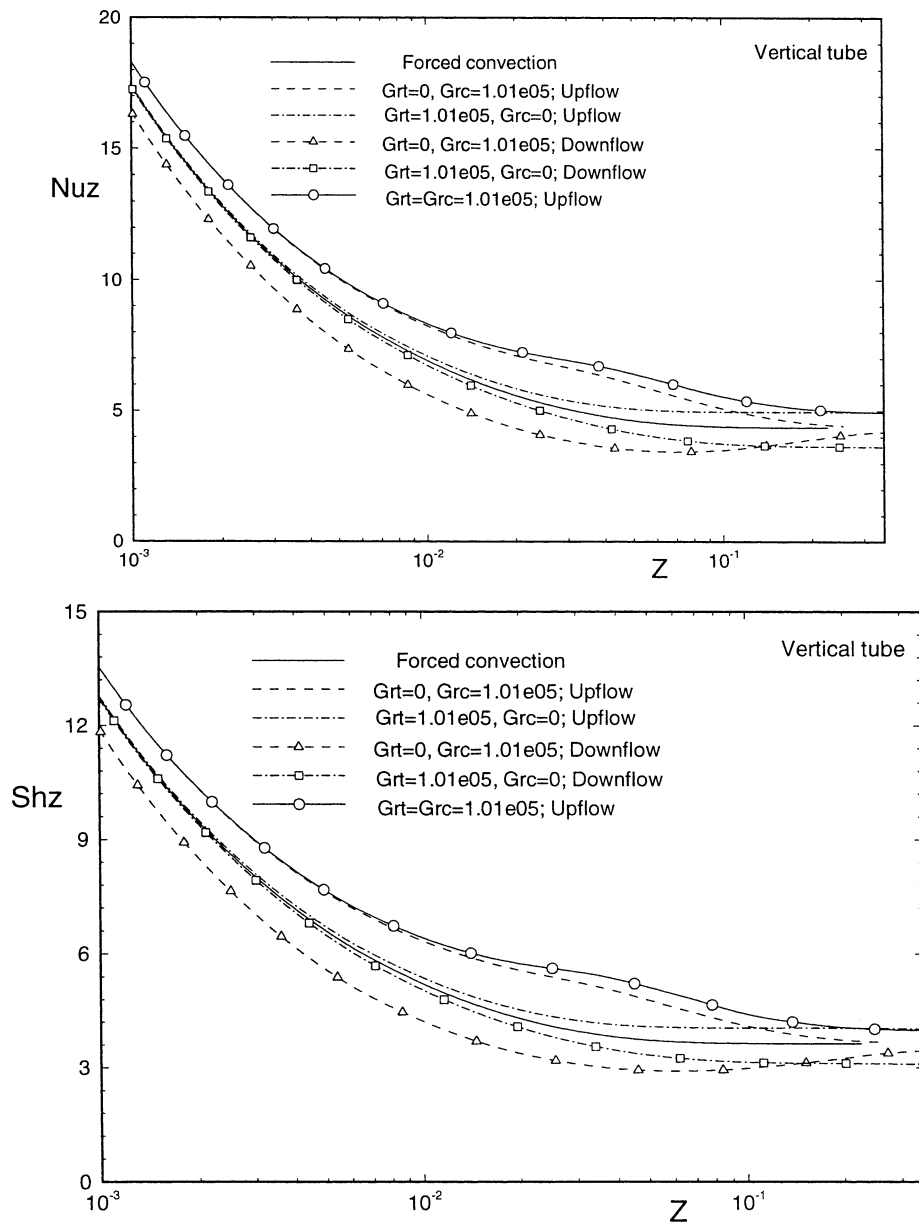 20
Vertical tube
Forced convection
Grt=0, Grc=1.01e05; Upflow
Grt=1.01e05, Grc=0; Upflow
15
Grt=0, Grc=1.01e05; Downflow
Grt=1.01e05, Grc=0; Downflow
Nuz
Grt=Grc=1.01e05; Upflow
10
5
0
10-3
10-2
Z
10-1
15
Vertical tube
Forced convection
Grt=0, Grc=1.01e05; Upflow
Grt=1.01e05, Grc=0; Upflow
12
Grt=0, Grc=1.01e05; Downflow
Grt=1.01e05, Grc=0; Downflow
Shz
Grt=Grc=1.01e05; Upflow
9
6
3
0
10-3
10-2
Z
10-1